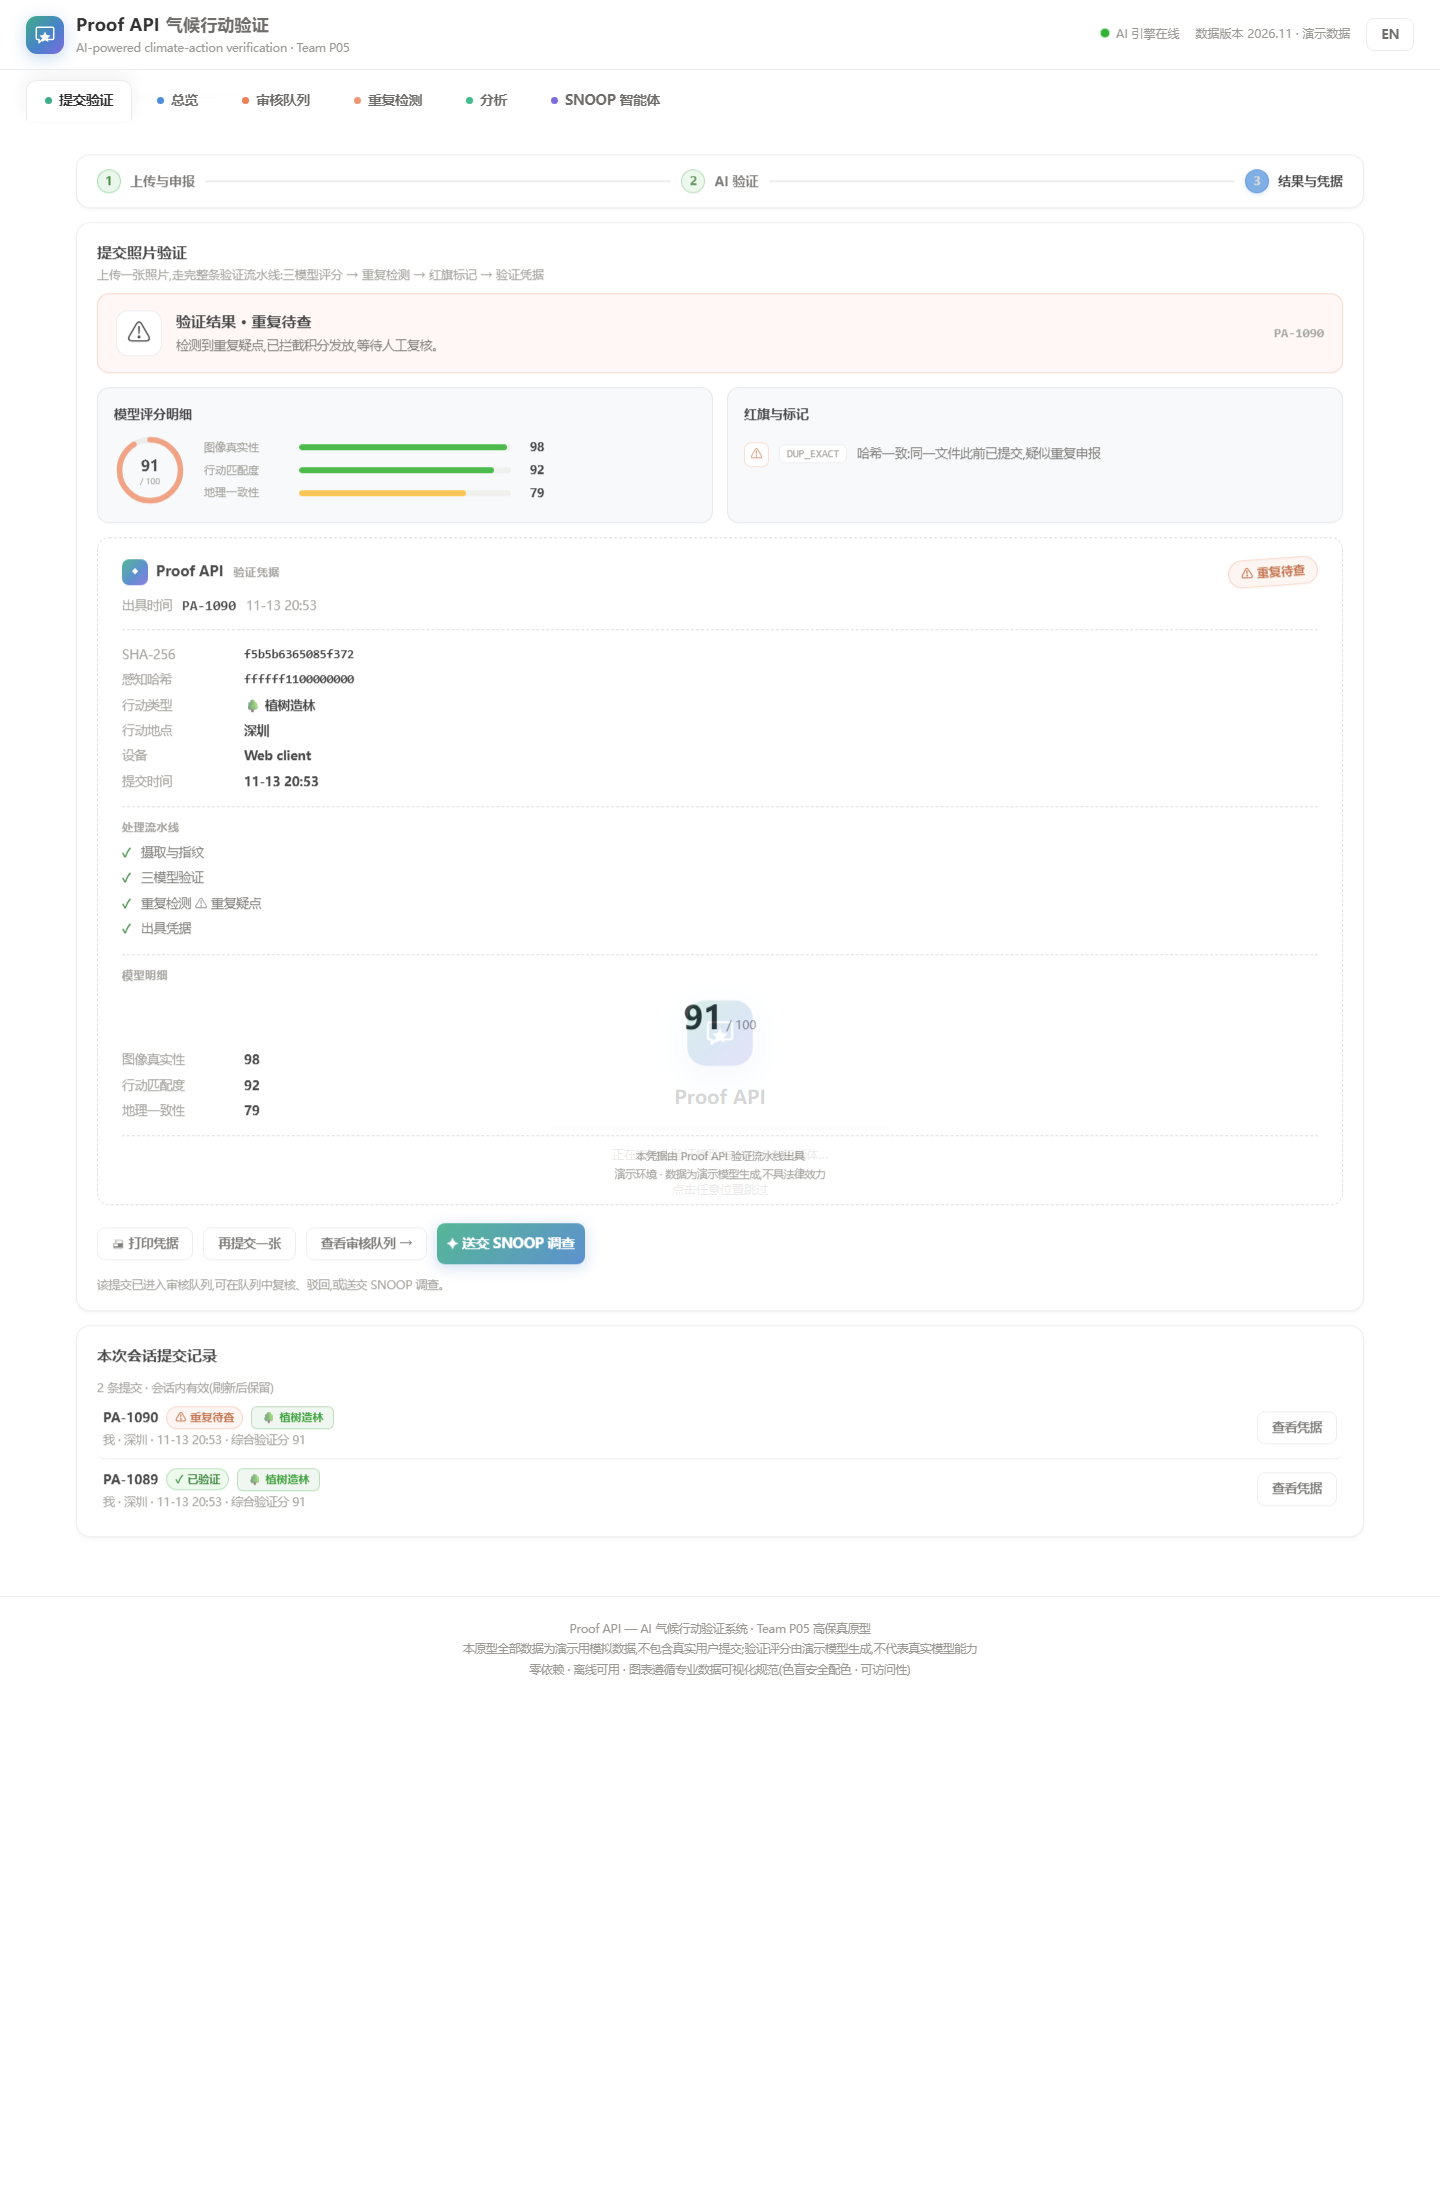 Proof API 气候行动验证
AI-powered climate-action verification · Team P05
AI 引擎在线 数据版本 2026.11 · 演示数据 EN
提交验证 总览 审核队列 重复检测 分析 SNOOP 智能体
1 上传与申报 2 AI 验证 3 结果与凭据
提交照片验证
上传一张照片,走完整条验证流水线:三模型评分 → 重复检测 → 红旗标记 → 验证凭据
验证结果 • 重复待查
检测到重复疑点,已拦截积分发放,等待人工复核。
PA-1090
模型评分明细
91
/ 100
图像真实性 98
行动匹配度 92
地理一致性 79
红旗与标记
DUP_EXACT 哈希一致:同一文件此前已提交,疑似重复申报
Proof API 验证凭据
⚠ 重复待查
出具时间 PA-1090 11-13 20:53
SHA-256 f5b5b6365085f372
感知哈希 ffffff1100000000
行动类型 植树造林
行动地点 深圳
设备 Web client
提交时间 11-13 20:53
处理流水线
✓ 摄取与指纹
✓ 三模型验证
✓ 重复检测 ⚠ 重复疑点
✓ 出具凭据
模型明细
91 / 100
图像真实性 98
行动匹配度 92
地理一致性 79
Proof API
本凭据由 Proof API 验证流水线出具
演示环境 · 数据为演示模型生成,不具法律效力
点击任意位置跳过
打印凭据 再提交一张 查看审核队列 → ✦ 送交 SNOOP 调查
该提交已进入审核队列,可在队列中复核、驳回,或送交 SNOOP 调查。
本次会话提交记录
2 条提交 · 会话内有效(刷新后保留)
PA-1090 ⚠ 重复待查 植树造林
我 · 深圳 · 11-13 20:53 · 综合验证分 91
查看凭据
PA-1089 ✓ 已验证 植树造林
我 · 深圳 · 11-13 20:53 · 综合验证分 91
查看凭据
Proof API — AI 气候行动验证系统 · Team P05 高保真原型
本原型全部数据为演示用模拟数据,不包含真实用户提交;验证评分由演示模型生成,不代表真实模型能力
零依赖 · 离线可用 · 图表遵循专业数据可视化规范(色盲安全配色 · 可访问性)